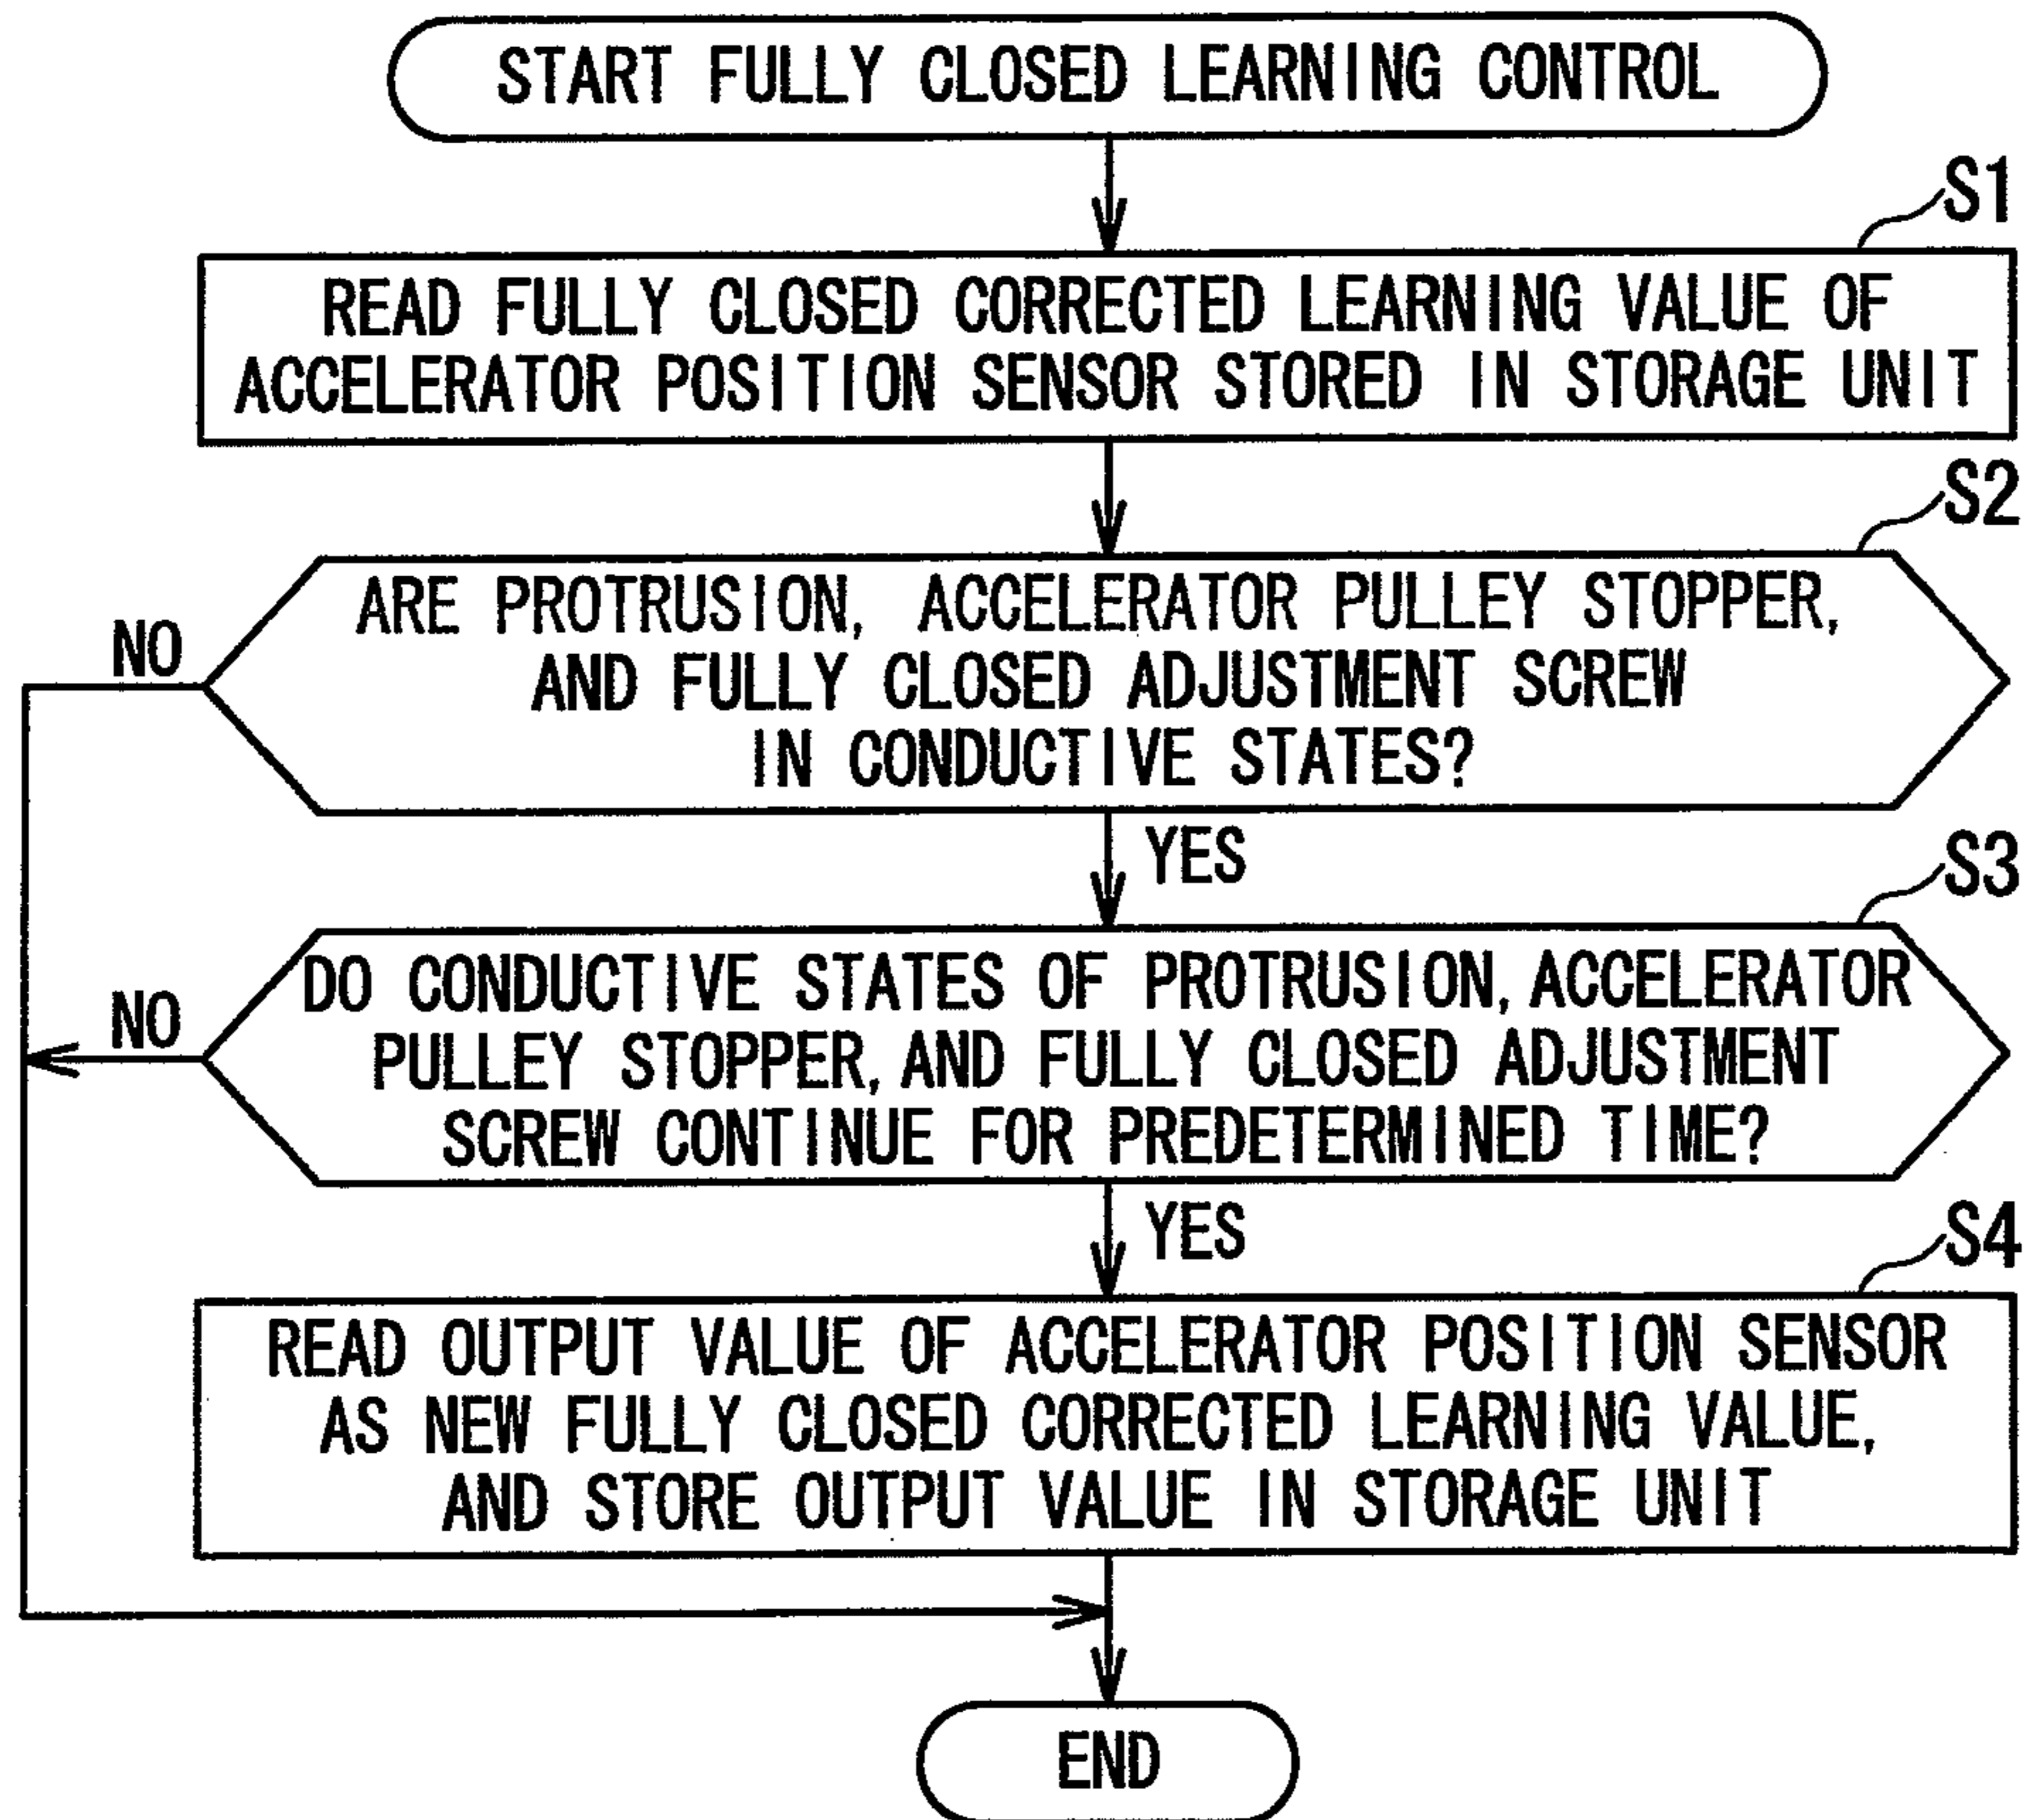 START FULLY CLOSED LEARNING CONTROL
S1
READ FULLY CLOSED CORRECTED LEARNING VALUE OF
ACCELERATOR POSITION SENSOR STORED IN STORAGE UNIT
S2
ARE PROTRUSION, ACCELERATOR PULLEY STOPPER,
AND FULLY CLOSED ADJUSTMENT SCREW
IN CONDUCTIVE STATES?
NO
YES
S3
DO CONDUCTIVE STATES OF PROTRUSION, ACCELERATOR
PULLEY STOPPER, AND FULLY CLOSED ADJUSTMENT
SCREW CONTINUE FOR PREDETERMINED TIME?
NO
YES
S4
READ OUTPUT VALUE OF ACCELERATOR POSITION SENSOR
AS NEW FULLY CLOSED CORRECTED LEARNING VALUE,
AND STORE OUTPUT VALUE IN STORAGE UNIT
END